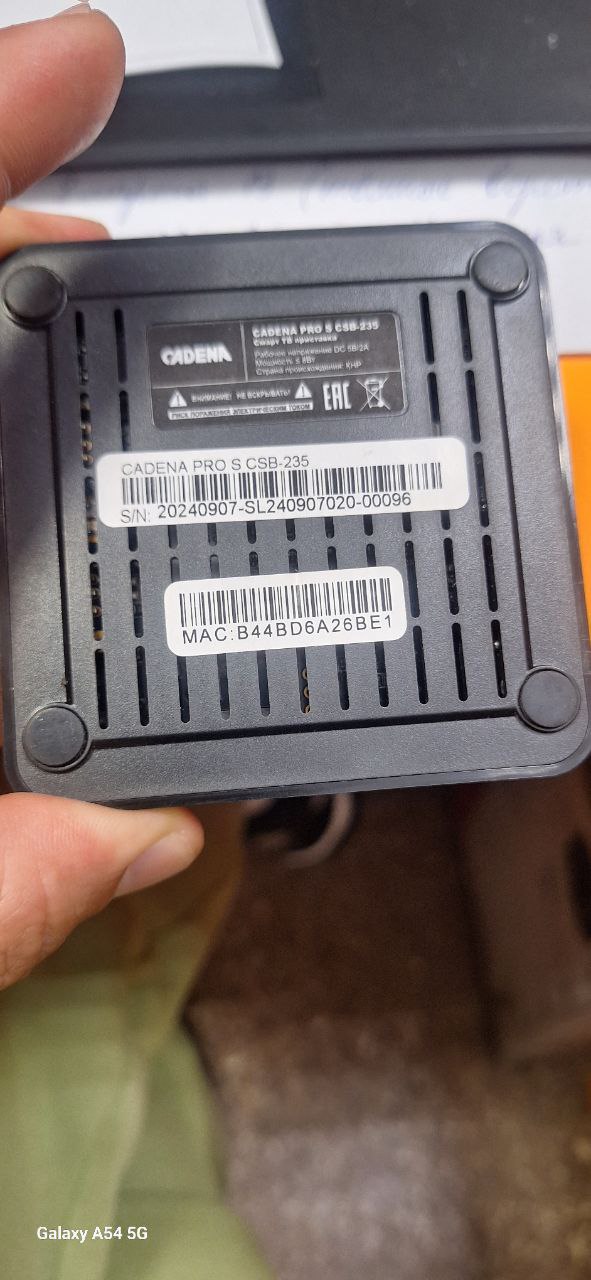 CADENA
CADENA PRO S CSB-235
Смарт ТВ приставка
Рабочее напряжение DC 5В/2А
Мощность ≤ 8Вт
Страна происхождения: КНР
ВНИМАНИЕ! НЕ ВСКРЫВАТЬ!
РИСК ПОРАЖЕНИЯ ЭЛЕКТРИЧЕСКИМ ТОКОМ
EAC
CADENA PRO S CSB-235
S/N: 20240907-SL240907020-00096
MAC:B44BD6A26BE1
Galaxy A54 5G